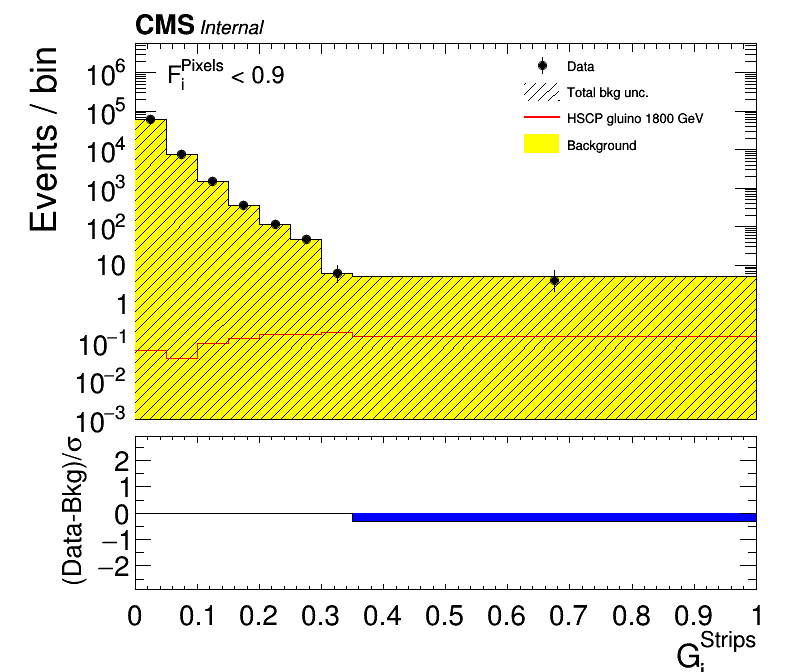 CMS Internal
F_i^Pixels < 0.9
Data
Total bkg unc.
HSCP gluino 1800 GeV
Background
Events / bin
10^6
10^5
10^4
10^3
10^2
10
1
10^−1
10^−2
10^−3
(Data-Bkg)/σ
2
1
0
−1
−2
0 0.1 0.2 0.3 0.4 0.5 0.6 0.7 0.8 0.9 1
G_i^Strips